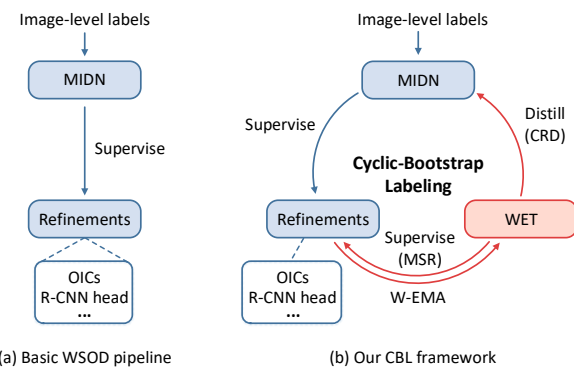 Image-level labels
MIDN
Supervise
Refinements
OICs
R-CNN head
...
(a) Basic WSOD pipeline
Image-level labels
MIDN
Supervise
Distill
(CRD)
Cyclic-Bootstrap
Labeling
Refinements
WET
Supervise
(MSR)
W-EMA
OICs
R-CNN head
...
(b) Our CBL framework